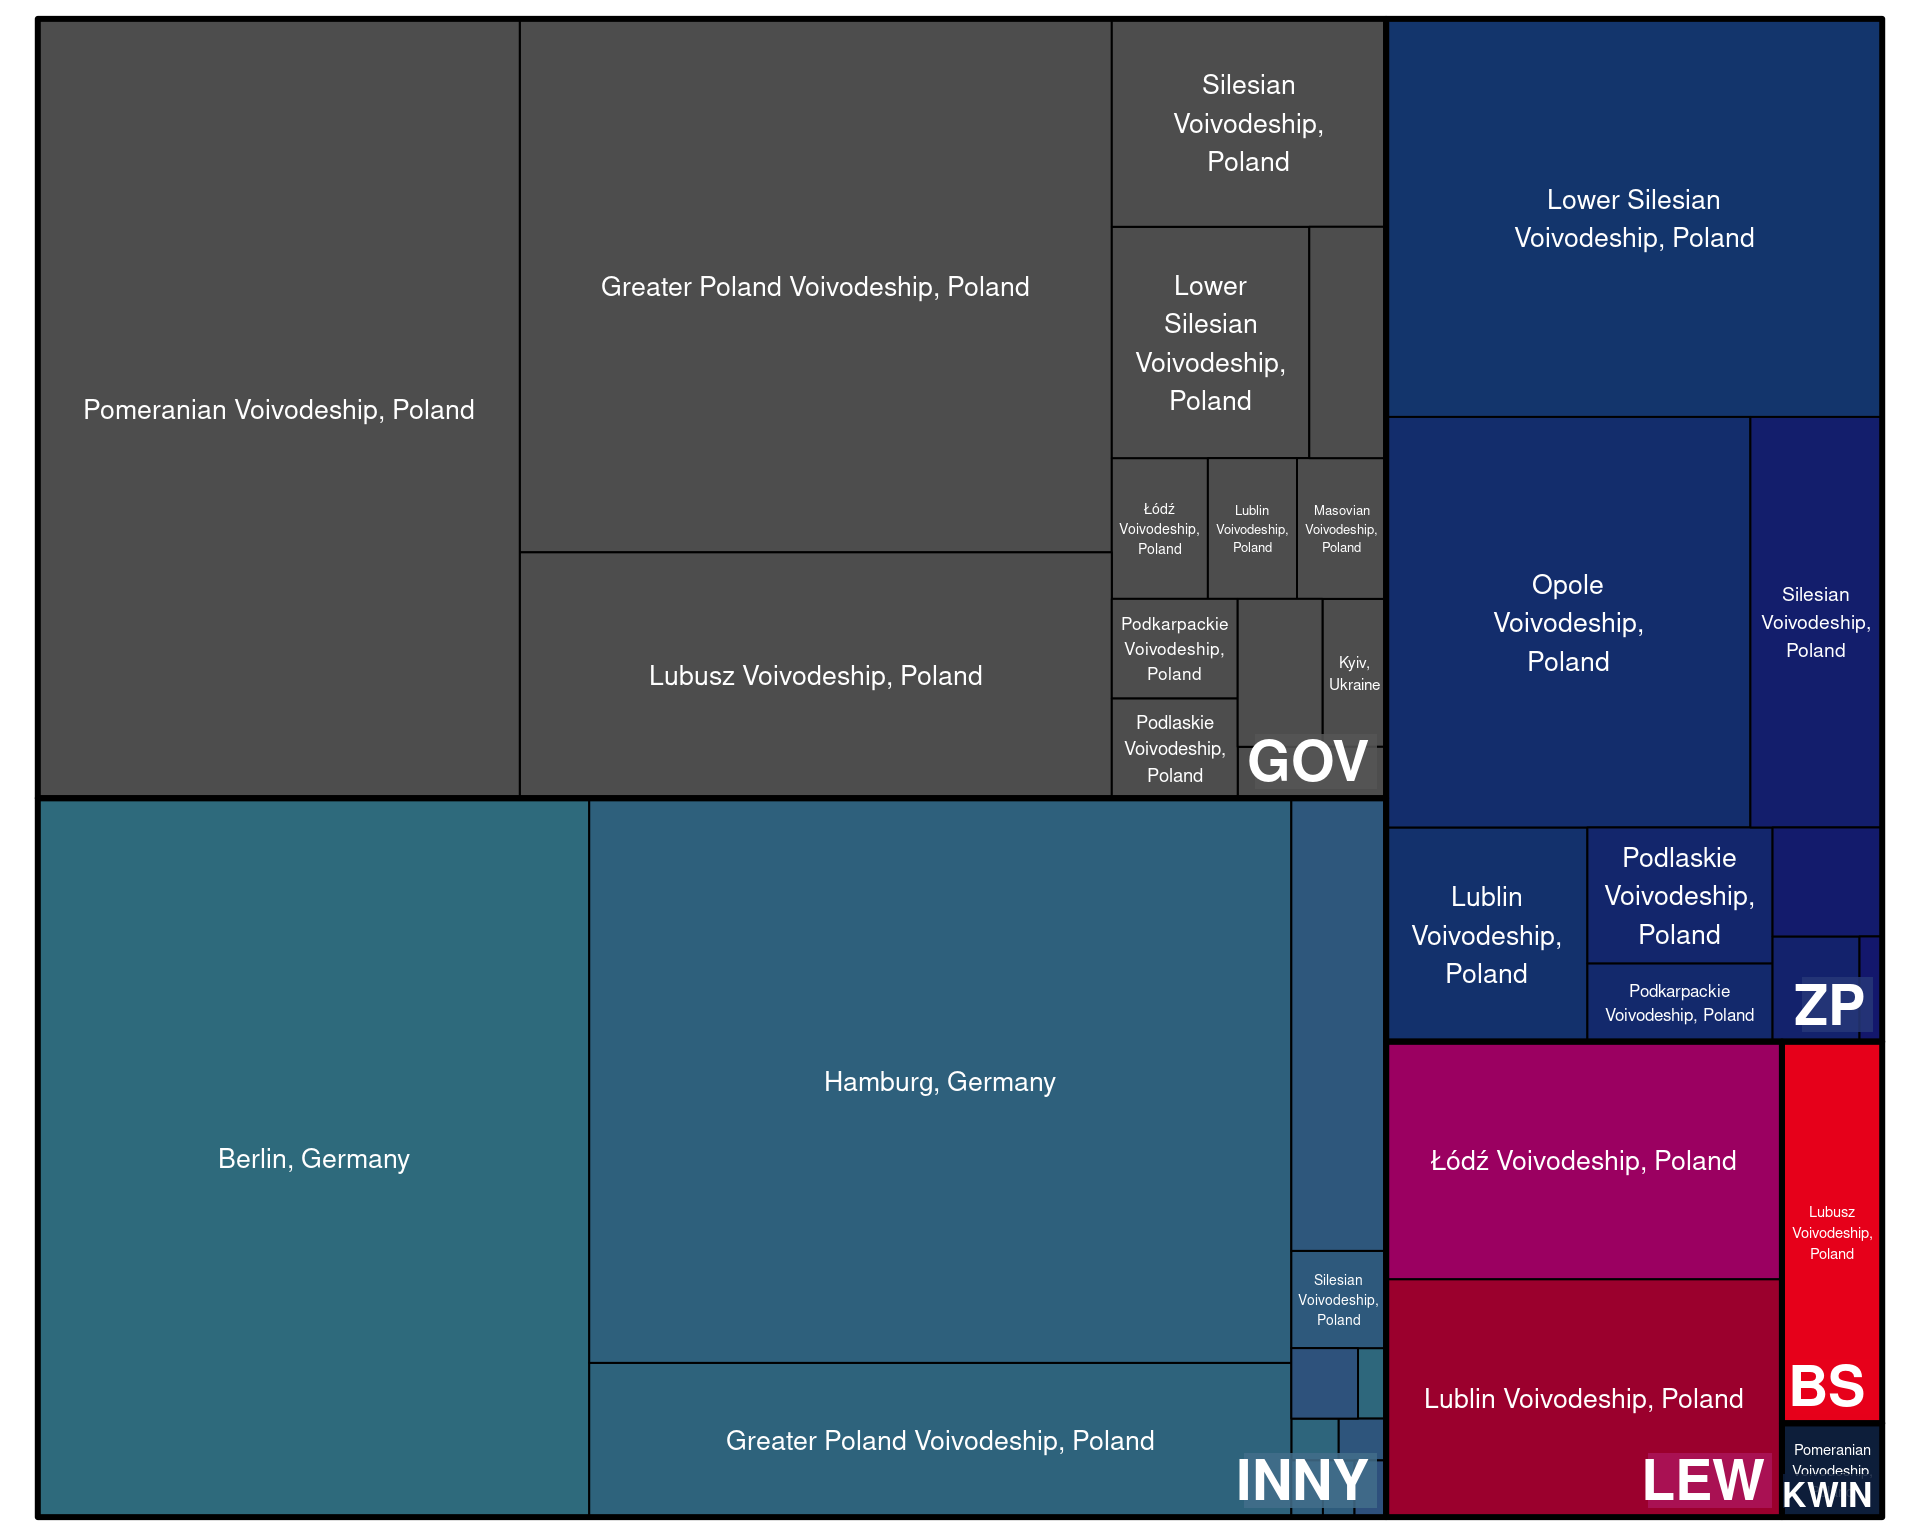 Pomeranian Voivodeship, Poland
Greater Poland Voivodeship, Poland
Lubusz Voivodeship, Poland
Silesian
Voivodeship,
Poland
Lower
Silesian
Voivodeship,
Poland
Łódź
Voivodeship,
Poland
Lublin
Voivodeship,
Poland
Masovian
Voivodeship,
Poland
Podkarpackie
Voivodeship,
Poland
Podlaskie
Voivodeship,
Poland
Kyiv,
Ukraine
GOV
Berlin, Germany
Hamburg, Germany
Greater Poland Voivodeship, Poland
Silesian
Voivodeship,
Poland
INNY
Lower Silesian
Voivodeship, Poland
Opole
Voivodeship,
Poland
Silesian
Voivodeship,
Poland
Lublin
Voivodeship,
Poland
Podlaskie
Voivodeship,
Poland
Podkarpackie
Voivodeship, Poland
ZP
Łódź Voivodeship, Poland
Lublin Voivodeship, Poland
LEW
Lubusz
Voivodeship,
Poland
BS
Pomeranian
Voivodeship,
KWIN